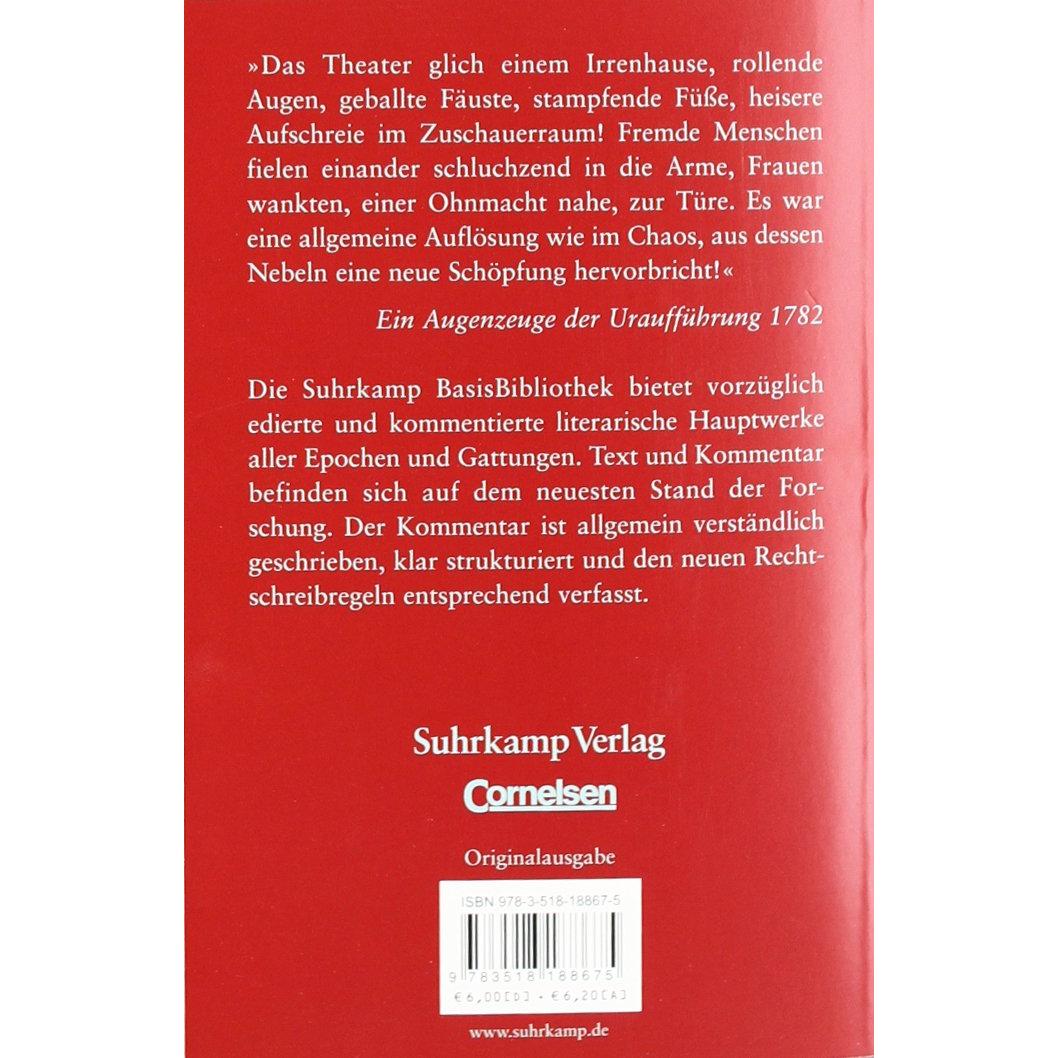 »Das Theater glich einem Irrenhause, rollende
Augen, geballte Fäuste, stampfende Füße, heisere
Aufschreie im Zuschauerraum! Fremde Menschen
fielen einander schluchzend in die Arme, Frauen
wankten, einer Ohnmacht nahe, zur Türe. Es war
eine allgemeine Auflösung wie im Chaos, aus dessen
Nebeln eine neue Schöpfung hervorbricht!«
Ein Augenzeuge der Uraufführung 1782
Die Suhrkamp BasisBibliothek bietet vorzüglich
edierte und kommentierte literarische Hauptwerke
aller Epochen und Gattungen. Text und Kommentar
befinden sich auf dem neuesten Stand der For-
schung. Der Kommentar ist allgemein verständlich
geschrieben, klar strukturiert und den neuen Recht-
schreibregeln entsprechend verfasst.
Suhrkamp Verlag
Cornelsen
Originalausgabe
ISBN 978-3-518-18867-5
9 783518 188675
€ 6,00[D] • € 6,20[A]
www.suhrkamp.de